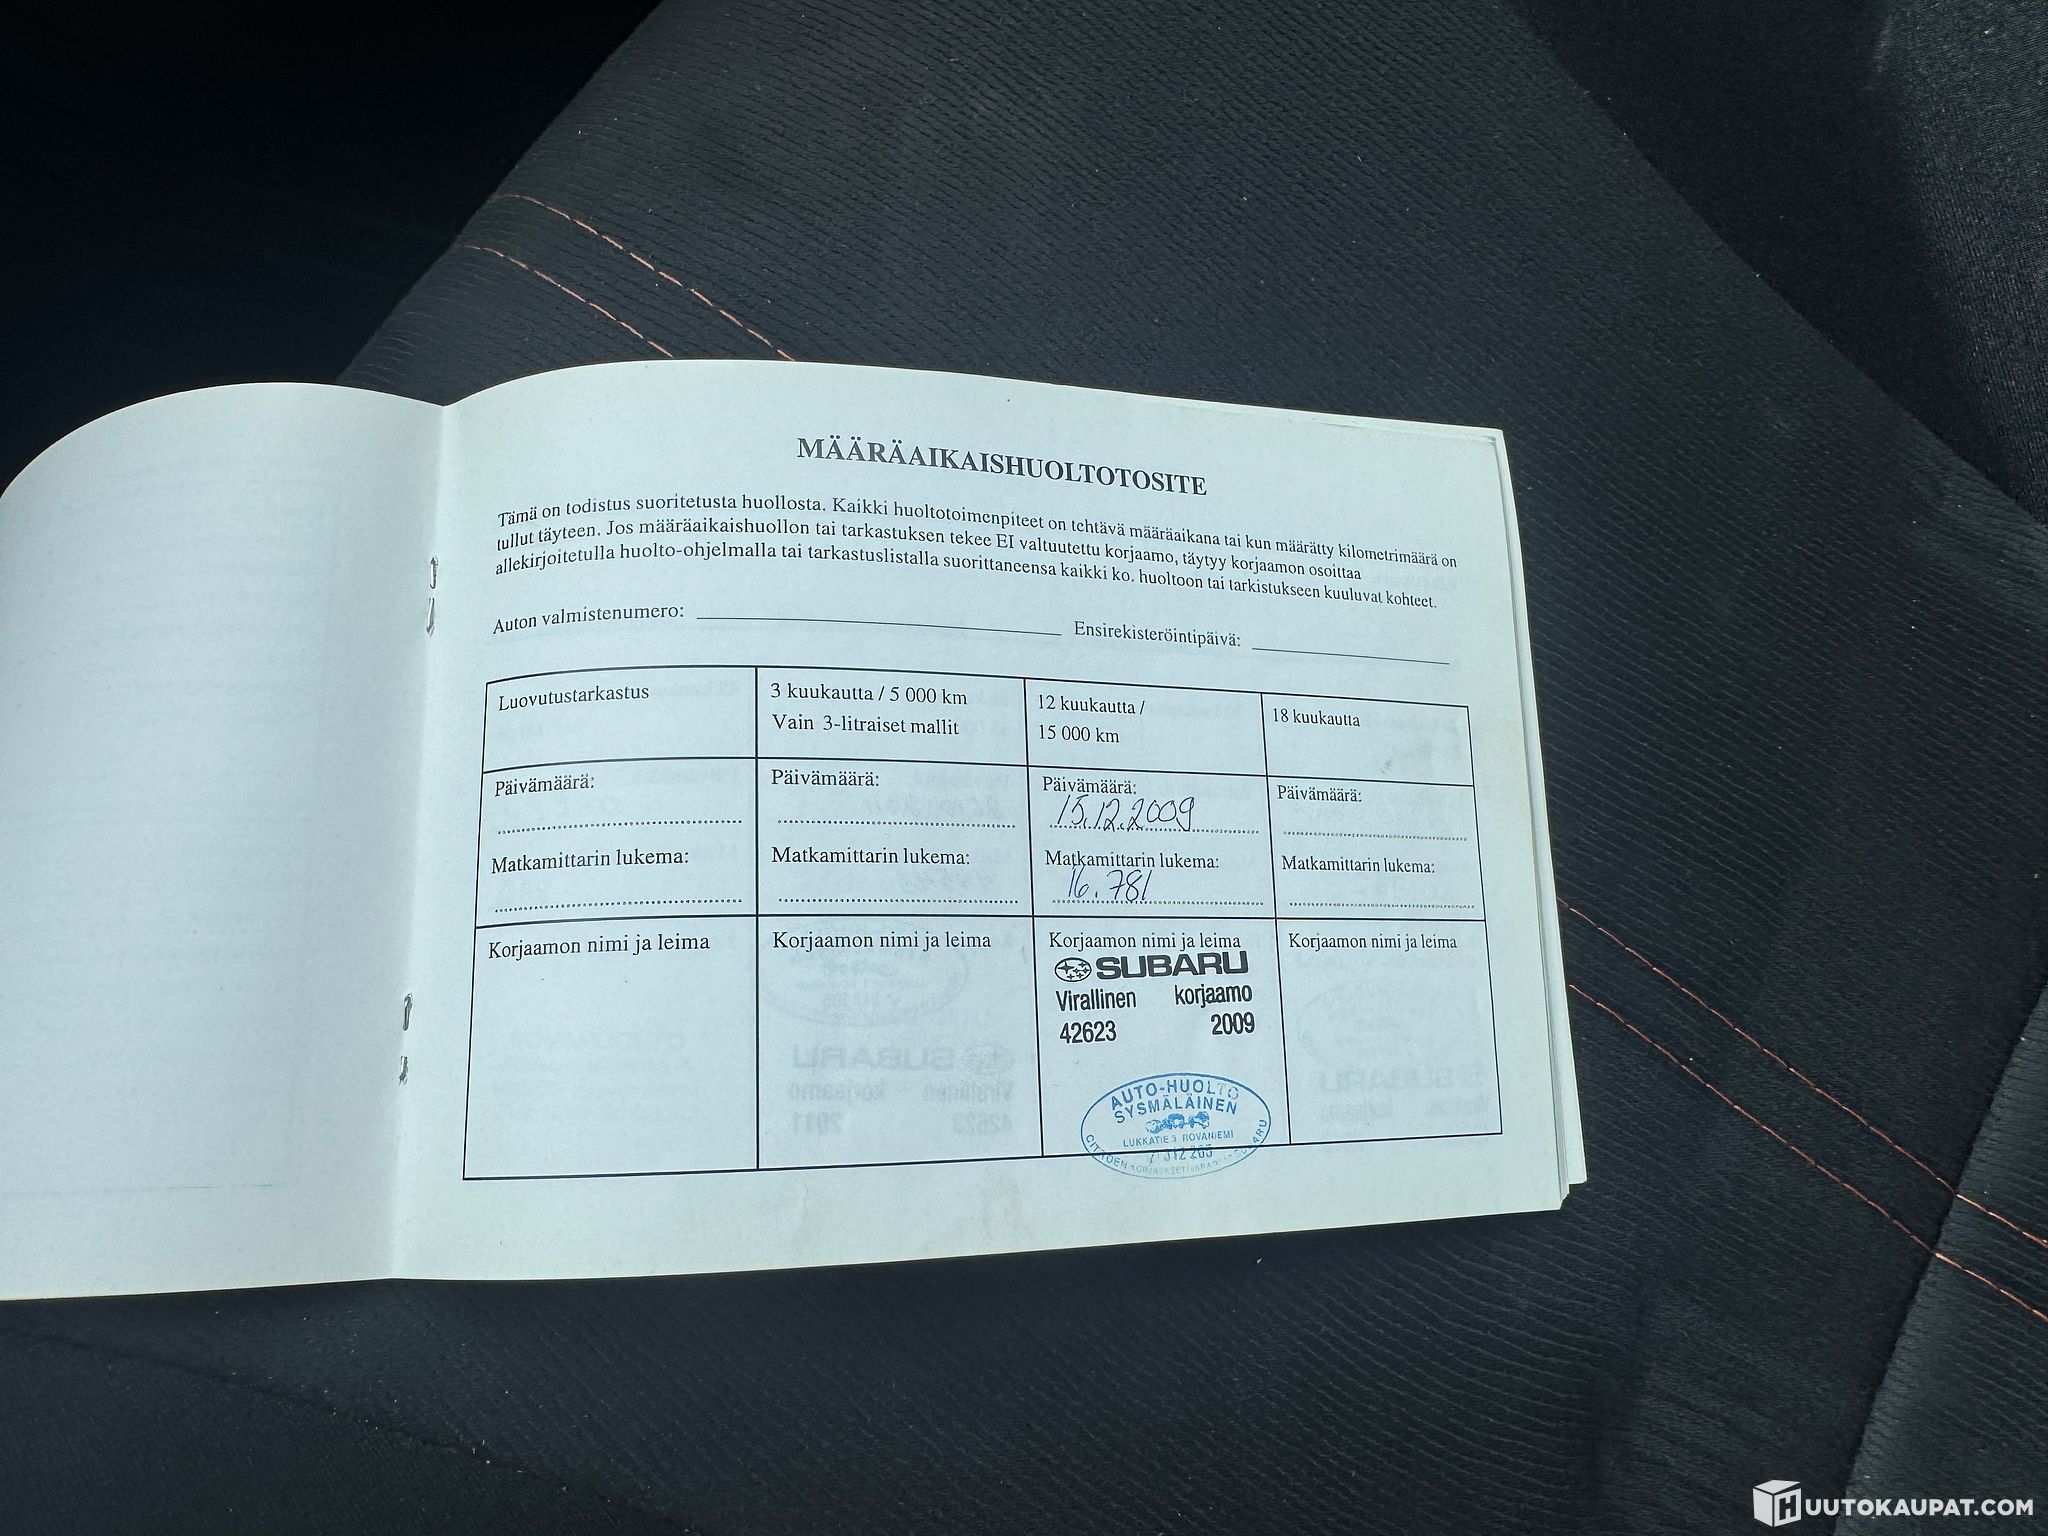 MÄÄRÄAIKAISHUOLTOTOSITE
Tämä on todistus suoritetusta huollosta. Kaikki huoltotoimenpiteet on tehtävä määräaikana tai kun määrätty kilometrimäärä on
tullut täyteen. Jos määräaikaishuollon tai tarkastuksen tekee EI valtuutettu korjaamo, täytyy korjaamon osoittaa
allekirjoitetulla huolto-ohjelmalla tai tarkastuslistalla suorittaneensa kaikki ko. huoltoon tai tarkistukseen kuuluvat kohteet.
Auton valmistenumero: Ensirekisteröintipäivä:
Luovutustarkastus
Päivämäärä:
Matkamittarin lukema:
Korjaamon nimi ja leima
3 kuukautta / 5 000 km
Vain 3-litraiset mallit
Päivämäärä:
Matkamittarin lukema:
Korjaamon nimi ja leima
12 kuukautta /
15 000 km
Päivämäärä:
15.12.2009
Matkamittarin lukema:
16.781
Korjaamon nimi ja leima
SUBARU
Virallinen korjaamo
42623 2009
AUTO-HUOLTO
SYSMÄLÄINEN
LUKKATIE 3 ROVANIEMI
18 kuukautta
Päivämäärä:
Matkamittarin lukema:
Korjaamon nimi ja leima
HUUTOKAUPAT.COM